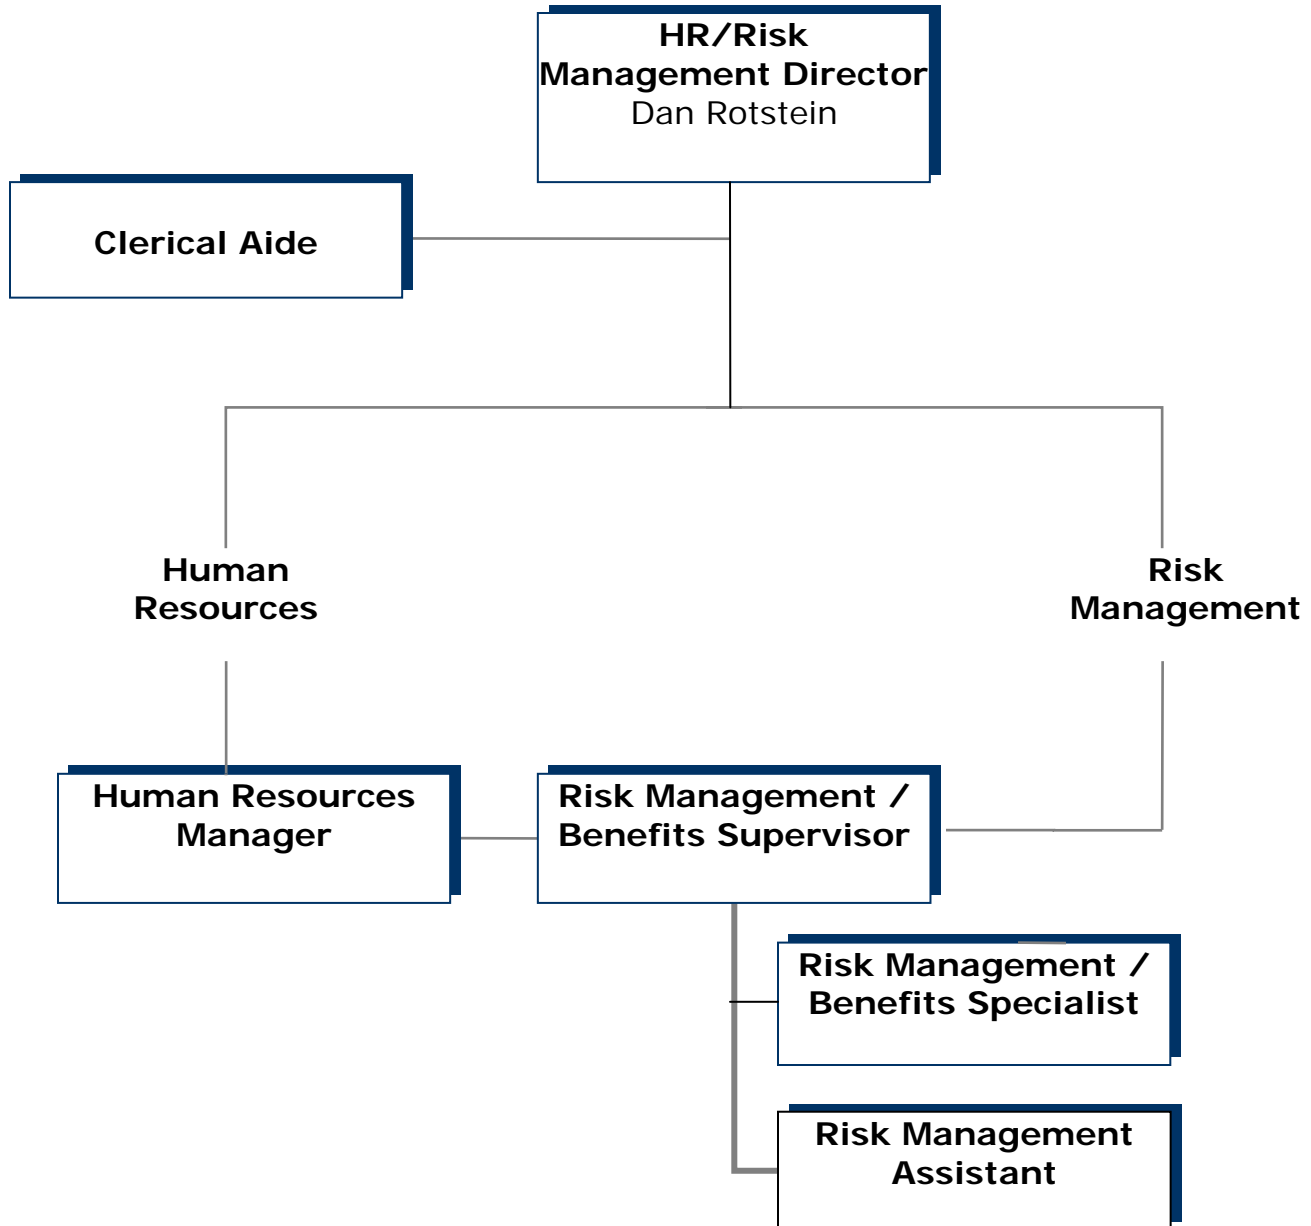 HR/Risk
Management Director
Dan Rotstein
Clerical Aide
Human
Resources
Risk
Management
Human Resources
Manager
Risk Management /
Benefits Supervisor
Risk Management /
Benefits Specialist
Risk Management
Assistant